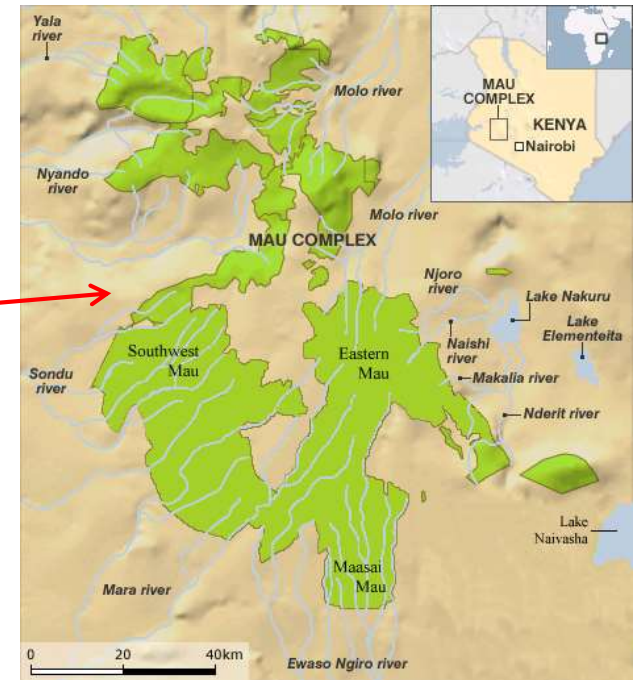 Yala
river
Molo river
MAU
COMPLEX
KENYA
Nairobi
Nyando
river
Molo river
MAU COMPLEX
Njoro
river
Lake Nakuru
Lake
Elementeita
Naishi
river
Southwest
Mau
Eastern
Mau
Sondu
river
Makalia river
Nderit river
Lake
Naivasha
Maasai
Mau
Mara river
0 20 40km
Ewaso Ngiro river